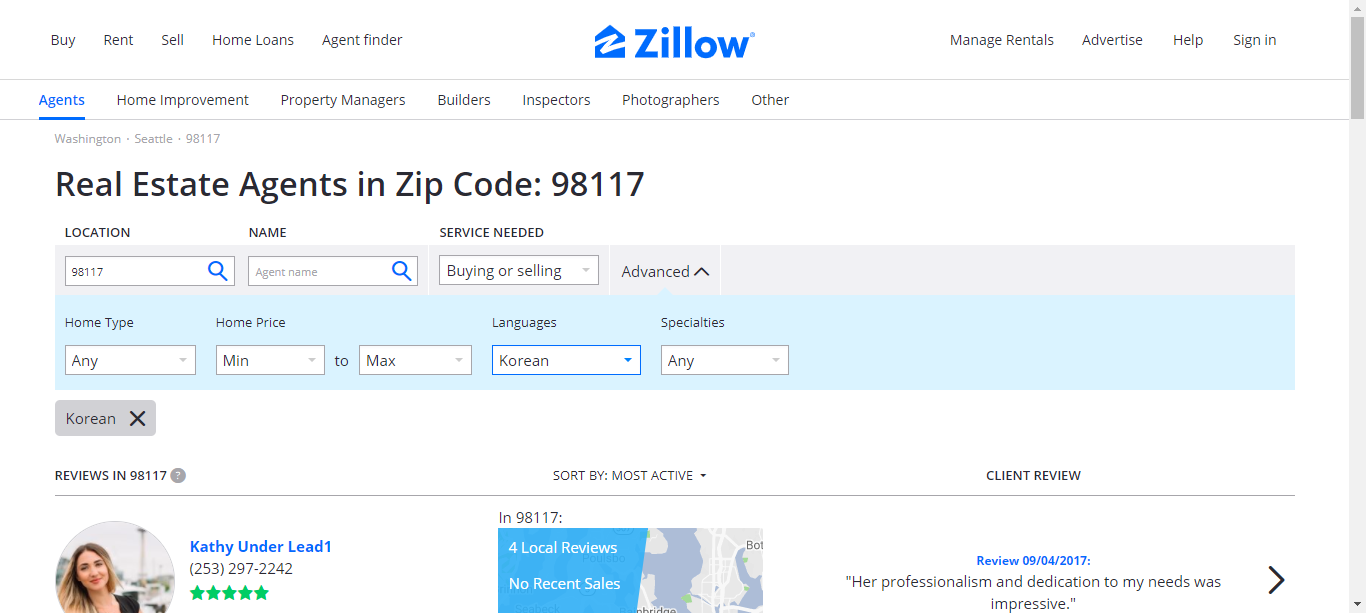 Buy Rent Sell Home Loans Agent finder Zillow® Manage Rentals Advertise Help Sign in
Agents Home Improvement Property Managers Builders Inspectors Photographers Other
Washington · Seattle · 98117
Real Estate Agents in Zip Code: 98117
LOCATION NAME SERVICE NEEDED
98117 Agent name Buying or selling Advanced
Home Type Home Price Languages Specialties
Any Min to Max Korean Any
Korean
REVIEWS IN 98117 ? SORT BY: MOST ACTIVE CLIENT REVIEW
In 98117:
Kathy Under Lead1
(253) 297-2242
4 Local Reviews
No Recent Sales
Bot
Review 09/04/2017:
"Her professionalism and dedication to my needs was
impressive."